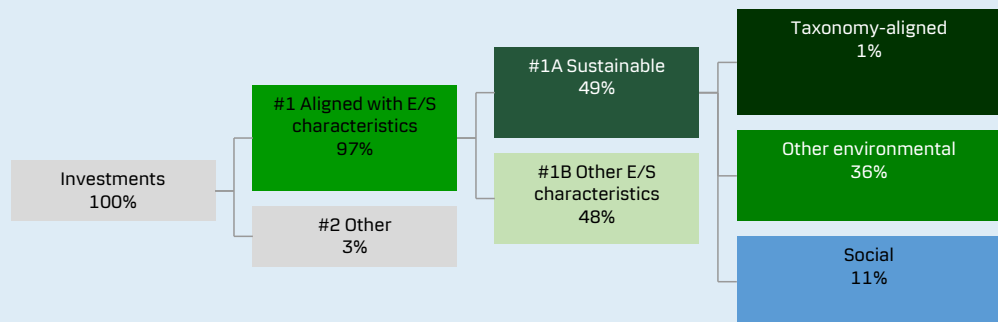 Investments
100%
#1 Aligned with E/S
characteristics
97%
#2 Other
3%
#1A Sustainable
49%
#1B Other E/S
characteristics
48%
Taxonomy-aligned
1%
Other environmental
36%
Social
11%